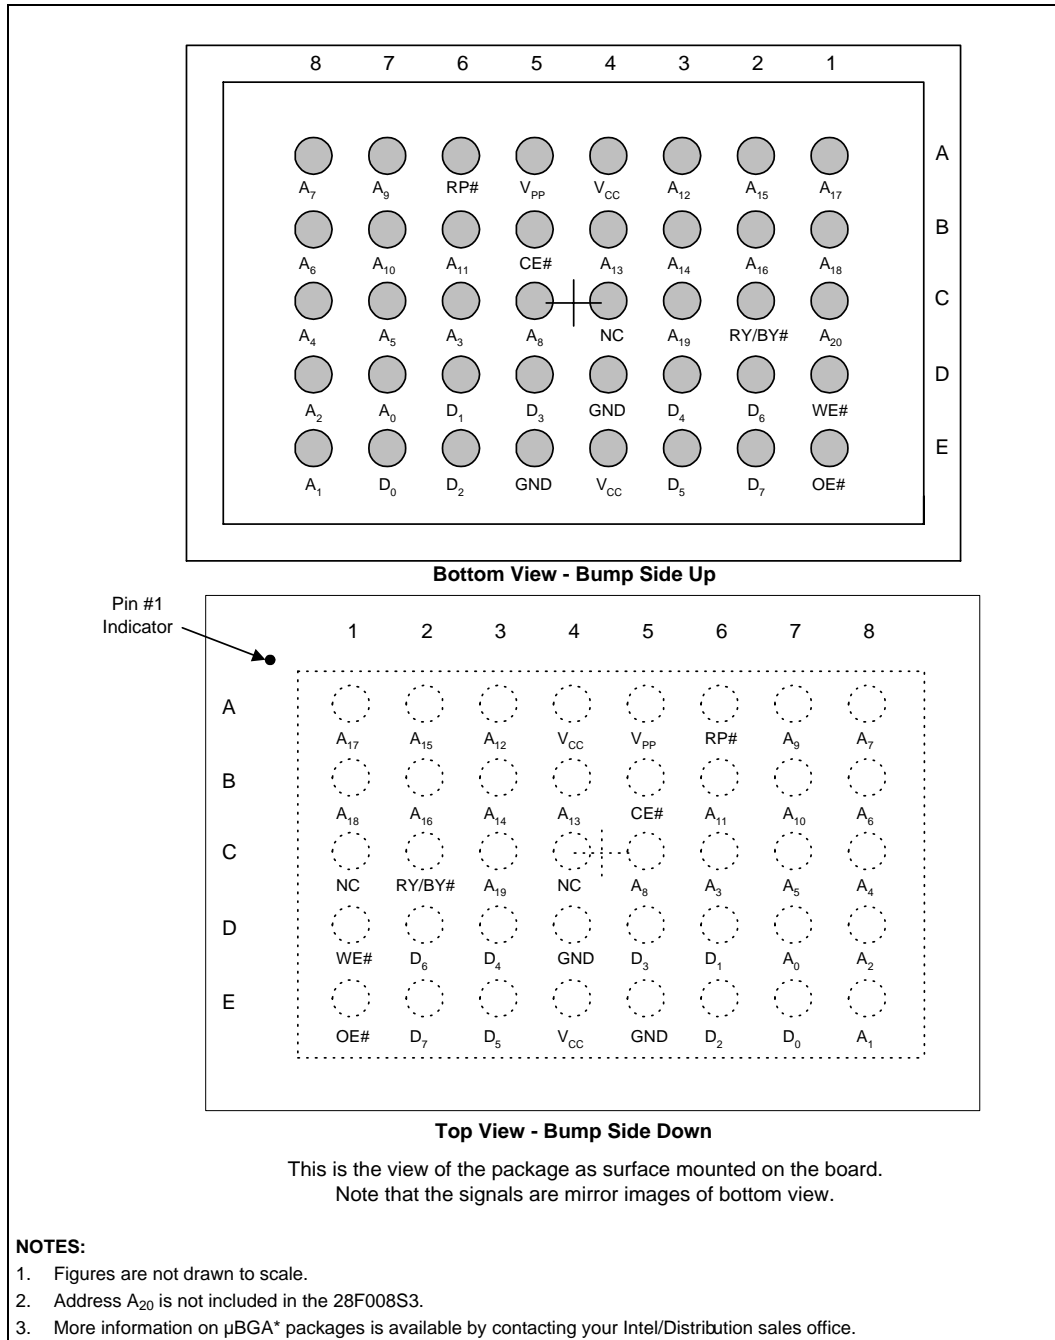 8 7 6 5 4 3 2 1
A
A₇ A₉ RP# V_PP V_CC A₁₂ A₁₅ A₁₇
B
A₆ A₁₀ A₁₁ CE# A₁₃ A₁₄ A₁₆ A₁₈
C
A₄ A₅ A₃ A₈ NC A₁₉ RY/BY# A₂₀
D
A₂ A₀ D₁ D₃ GND D₄ D₆ WE#
E
A₁ D₀ D₂ GND V_CC D₅ D₇ OE#
Bottom View - Bump Side Up
Pin #1
Indicator
1 2 3 4 5 6 7 8
A
A₁₇ A₁₅ A₁₂ V_CC V_PP RP# A₉ A₇
B
A₁₈ A₁₆ A₁₄ A₁₃ CE# A₁₁ A₁₀ A₆
C
NC RY/BY# A₁₉ NC A₈ A₃ A₅ A₄
D
WE# D₆ D₄ GND D₃ D₁ A₀ A₂
E
OE# D₇ D₅ V_CC GND D₂ D₀ A₁
Top View - Bump Side Down
This is the view of the package as surface mounted on the board.
Note that the signals are mirror images of bottom view.
NOTES:
1. Figures are not drawn to scale.
2. Address A₂₀ is not included in the 28F008S3.
3. More information on µBGA* packages is available by contacting your Intel/Distribution sales office.